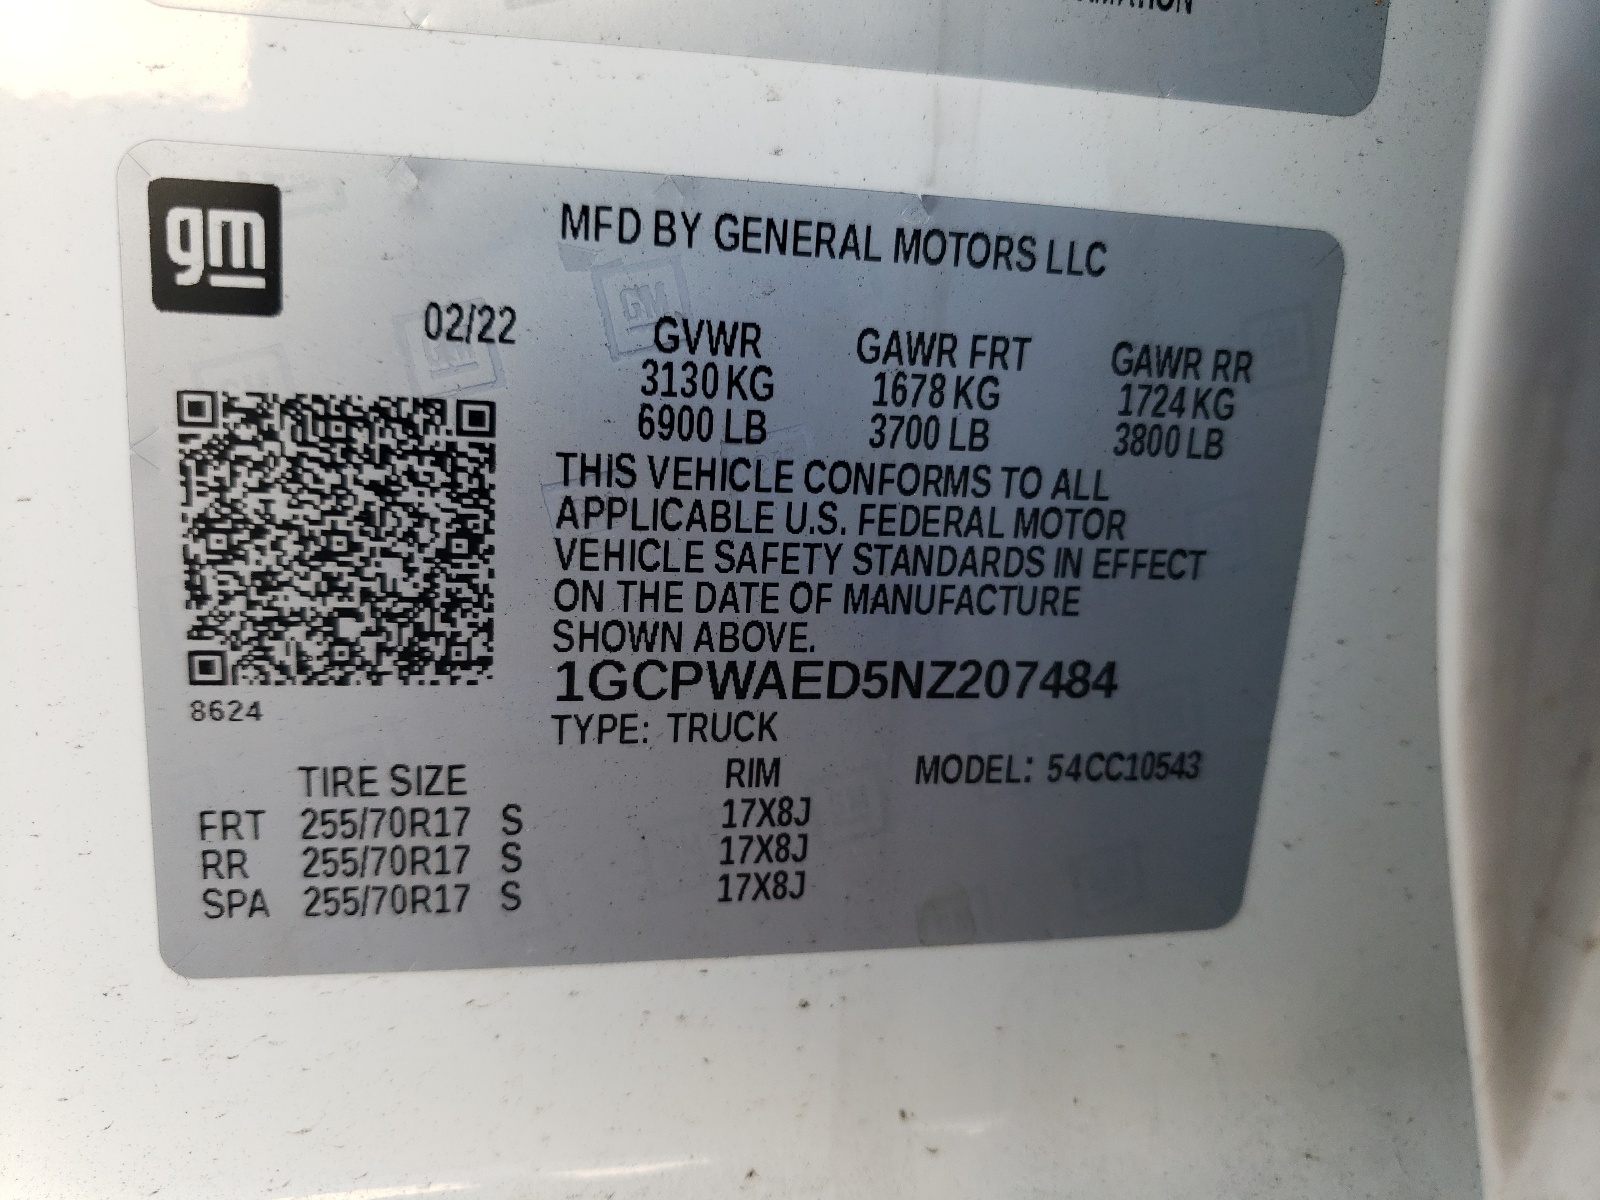 gm
MFD BY GENERAL MOTORS LLC
02/22
GVWR GAWR FRT GAWR RR
3130 KG 1678 KG 1724 KG
6900 LB 3700 LB 3800 LB
THIS VEHICLE CONFORMS TO ALL
APPLICABLE U.S. FEDERAL MOTOR
VEHICLE SAFETY STANDARDS IN EFFECT
ON THE DATE OF MANUFACTURE
SHOWN ABOVE.
1GCPWAED5NZ207484
8624
TYPE: TRUCK
TIRE SIZE RIM MODEL: 54CC10543
FRT 255/70R17 S 17X8J
RR 255/70R17 S 17X8J
SPA 255/70R17 S 17X8J